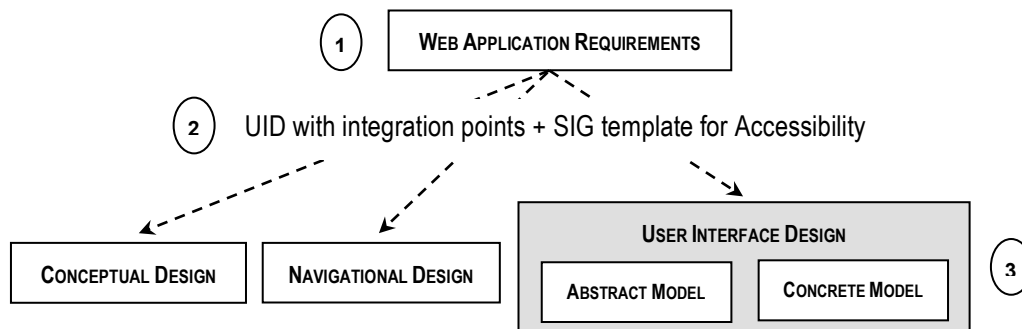 1
WEB APPLICATION REQUIREMENTS
2
UID with integration points + SIG template for Accessibility
USER INTERFACE DESIGN
3
CONCEPTUAL DESIGN
NAVIGATIONAL DESIGN
ABSTRACT MODEL
CONCRETE MODEL